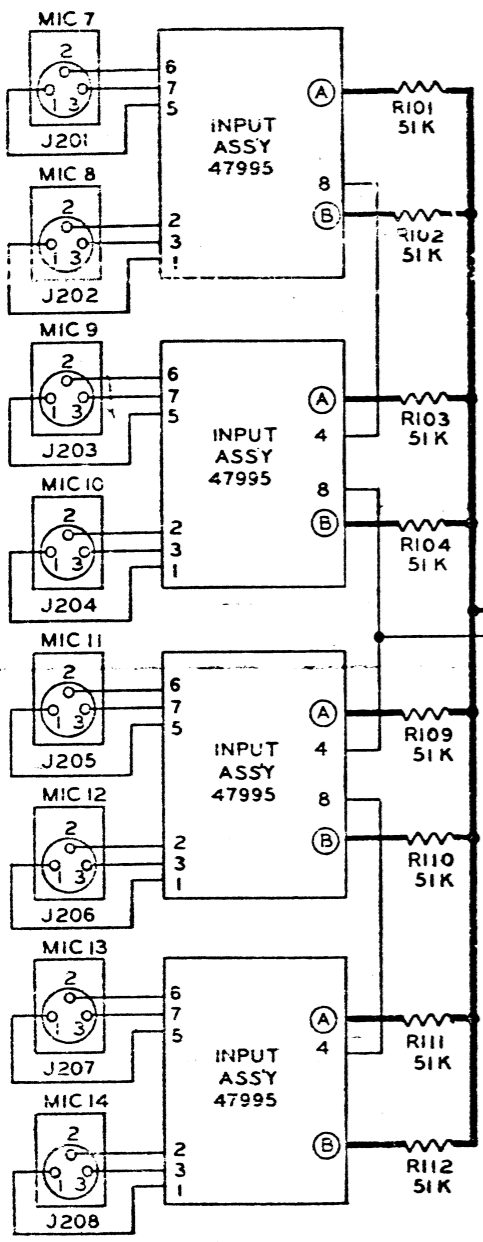 MIC 7
2
1 3
J201
6
7
5
INPUT
ASSY
47995
A
8
B
R101
51K
R102
51K
MIC 8
2
1 3
J202
2
3
1
MIC 9
2
1 3
J203
6
7
5
INPUT
ASSY
47995
A
4
8
B
R103
51K
R104
51K
MIC 10
2
1 3
J204
2
3
1
MIC 11
2
1 3
J205
6
7
5
INPUT
ASSY
47995
A
4
8
B
R109
51K
R110
51K
MIC 12
2
1 3
J206
2
3
1
MIC 13
2
1 3
J207
6
7
5
INPUT
ASSY
47995
A
4
B
R111
51K
R112
51K
MIC 14
2
1 3
J208
2
3
1